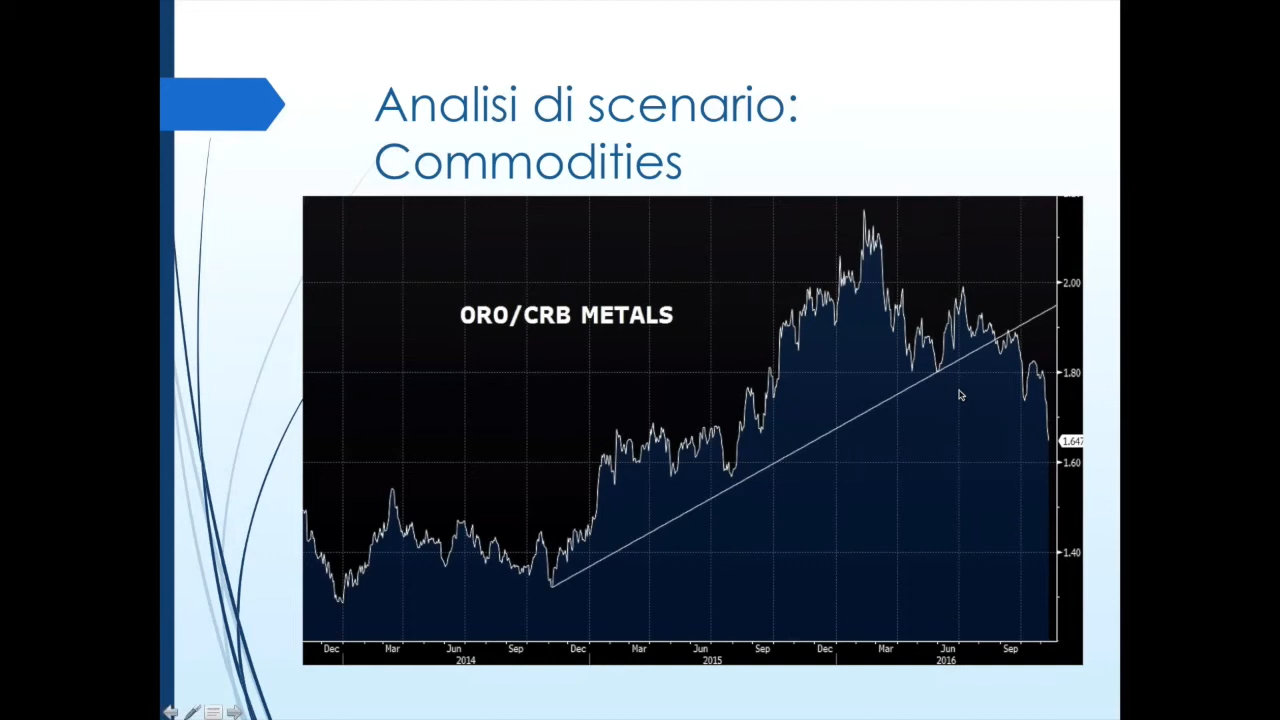 Analisi di scenario:
Commodities
ORO/CRB METALS
2.00
1.80
1.647
1.60
1.40
Dec Mar Jun Sep Dec Mar Jun Sep Dec Mar Jun Sep
2014 2015 2016